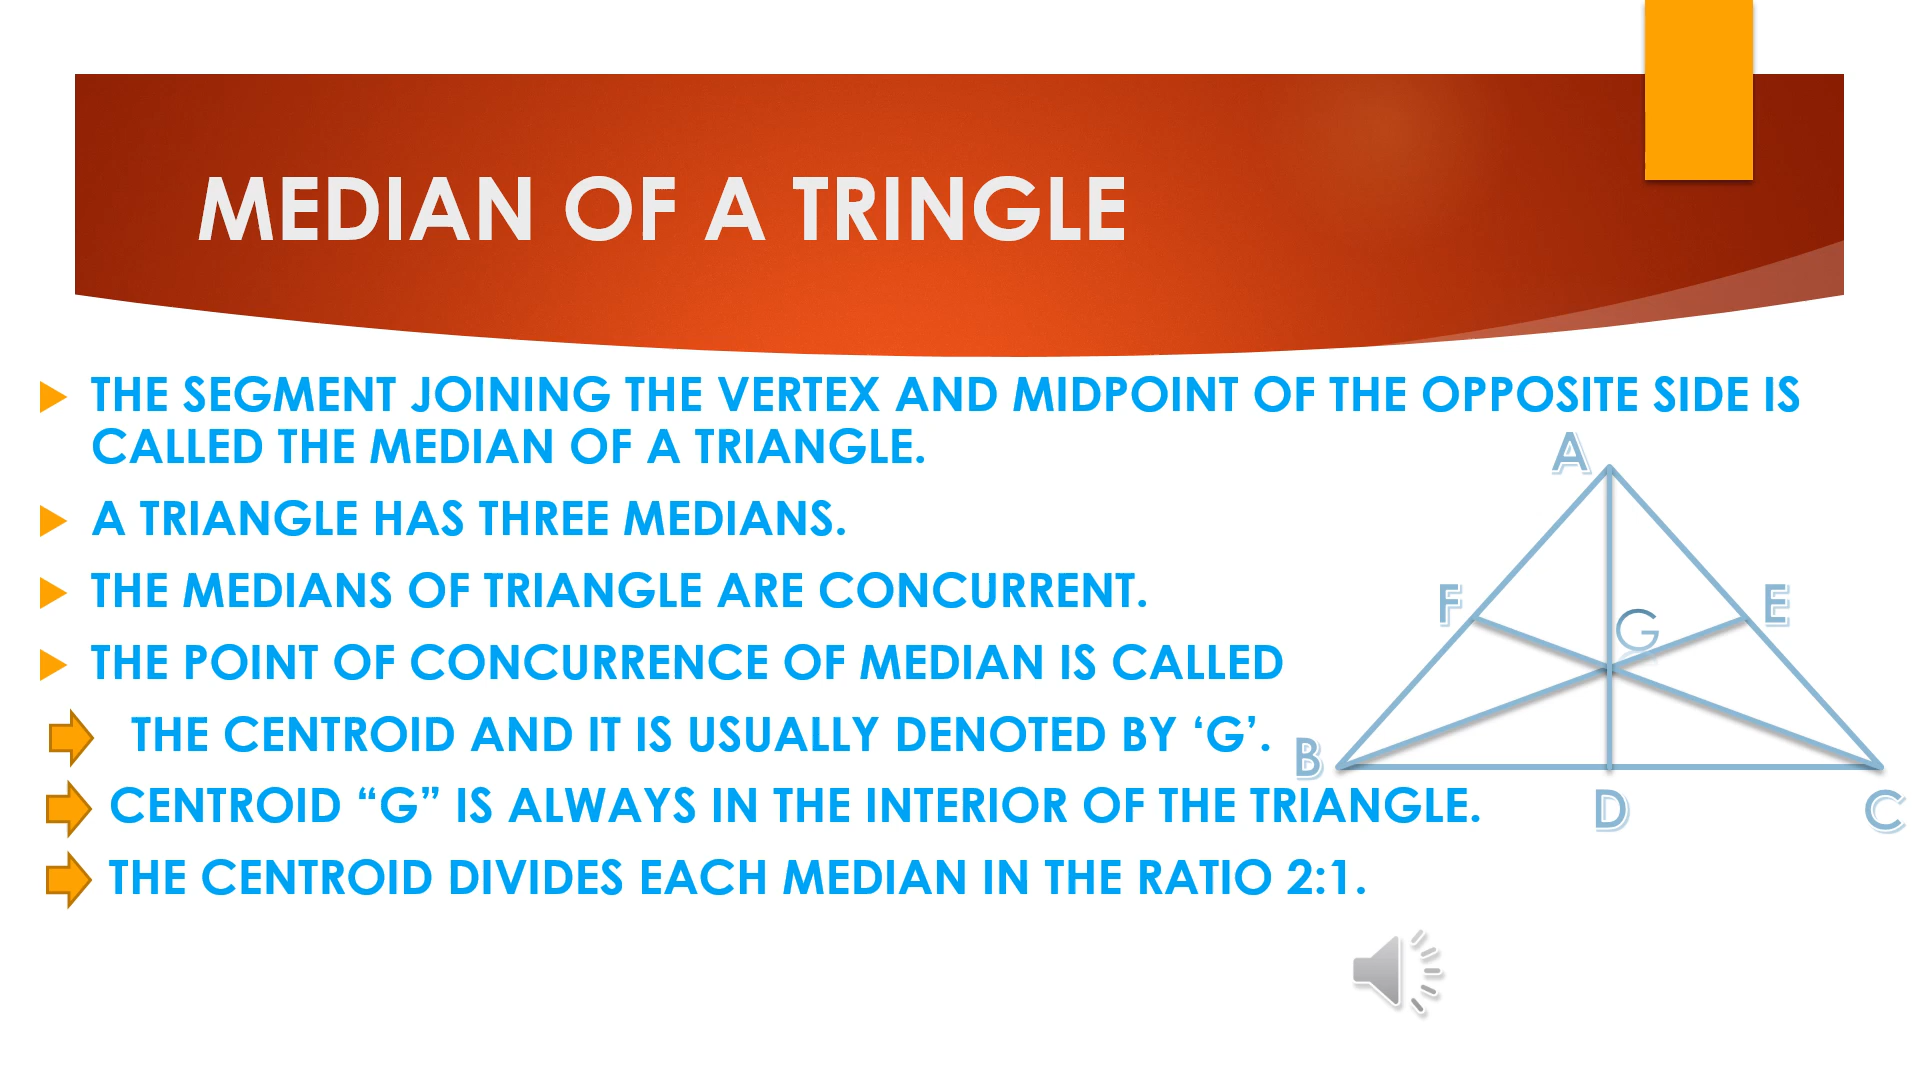 MEDIAN OF A TRINGLE
THE SEGMENT JOINING THE VERTEX AND MIDPOINT OF THE OPPOSITE SIDE IS
CALLED THE MEDIAN OF A TRIANGLE.
A TRIANGLE HAS THREE MEDIANS.
THE MEDIANS OF TRIANGLE ARE CONCURRENT.
THE POINT OF CONCURRENCE OF MEDIAN IS CALLED
THE CENTROID AND IT IS USUALLY DENOTED BY ‘G’.
CENTROID “G” IS ALWAYS IN THE INTERIOR OF THE TRIANGLE.
THE CENTROID DIVIDES EACH MEDIAN IN THE RATIO 2:1.
A
F
E
G
B
D
C